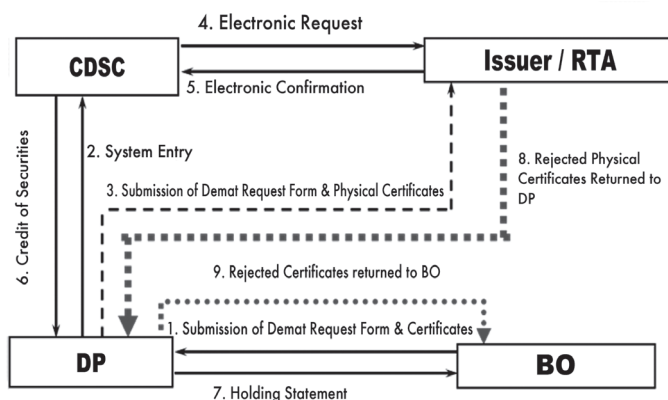 4. Electronic Request
CDSC
Issuer / RTA
5. Electronic Confirmation
6. Credit of Securities
2. System Entry
8. Rejected Physical
Certificates Returned to
DP
3. Submission of Demat Request Form & Physical Certificates
9. Rejected Certificates returned to BO
1. Submission of Demat Request Form & Certificates
DP
BO
7. Holding Statement